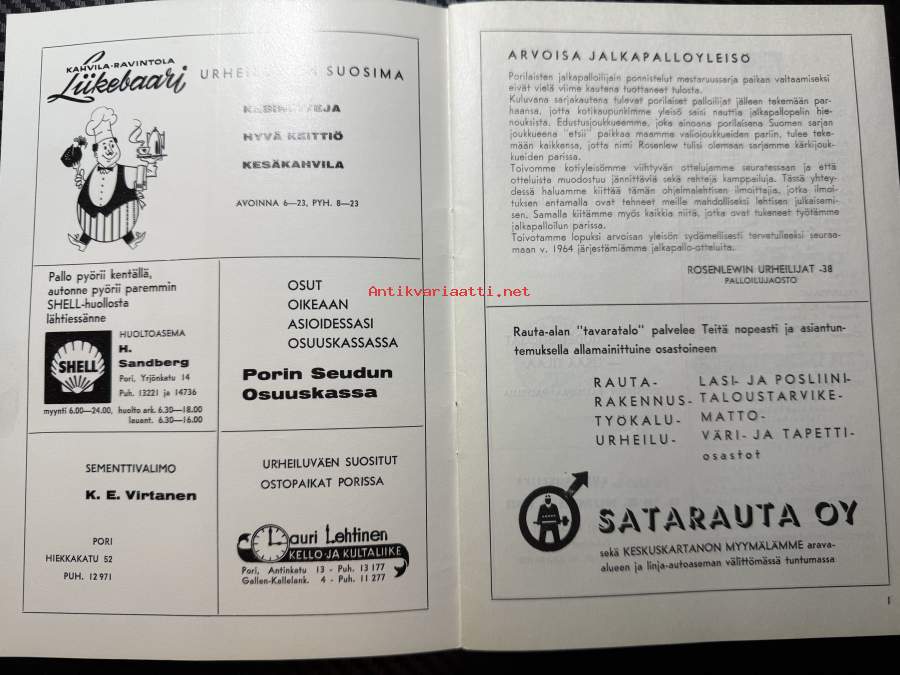 KAHVILA-RAVINTOLA
Liikebaari
SUOSIMA
KABINETTEJA
HYVÄ KEITTIÖ
KESÄKAHVILA
AVOINNA 6—23, PYH. 8—23
Pallo pyörii kentällä,
autonne pyörii paremmin
SHELL-huollosta
lähtiessänne
SHELL
HUOLTOASEMA
H.
Sandberg
Pori, Yrjönkatu 14
Puh. 13221 ja 14736
myynti 6.00—24.00, huolto ark. 6.30—18.00
lauant. 6.30—16.00
OSUT
OIKEAAN
ASIOIDESSASI
OSUUSKASSASSA
Porin Seudun
Osuuskassa
SEMENTTIVALIMO
K. E. Virtanen
PORI
HIEKKAKATU 52
PUH. 12 971
URHEILUVÄEN SUOSITUT
OSTOPAIKAT PORISSA
Lauri Lehtinen
KELLO- JA KULTALIIKE
Pori, Antinkatu 13 - Puh. 13 177
Gallen-Kallelank. 4 - Puh. 11 277
ARVOISA JALKAPALLOYLEISÖ
Porilaisten jalkapalloilijain ponnistelut mestaruussarja paikan valtaamiseksi
eivät vielä viime kautena tuottaneet tulosta.
Kuluvana sarjakautena tulevat porilaiset palloilijat jälleen tekemään par-
haansa, jotta kotikaupunkimme yleisö saisi nauttia jalkapallopelin hie-
nouksista. Edustusjoukkueemme, joka ainoana porilaisena Suomen sarjan
joukkueena "etsii" paikkaa maamme valiojoukkueiden pariin, tulee teke-
mään kaikkensa, jotta nimi Rosenlew tulisi olemaan sarjamme kärkijouk-
kueiden parissa.
Toivomme kotiyleisömme viihtyvän ottelujamme seuratessaan ja että
otteluista muodostuu jännittäviä sekä rehtejä kamppailuja. Tässä yhtey-
dessä haluamme kiittää tämän ohjelmalehtisen ilmoittajia, jotka ilmoi-
tuksen antamalla ovat tehneet meille mahdolliseksi lehtisen julkaisemi-
sen. Samalla kiitämme myös kaikkia niitä, jotka ovat tukeneet työtämme
jalkapalloilun parissa.
Toivotamme lopuksi arvoisan yleisön sydämellisesti tervetulleeksi seuraa-
maan v. 1964 järjestämiämme jalkapallo-otteluita.
ROSENLEWIN URHEILIJAT -38
PALLOILUJAOSTO
Antikvariaatti.net
Rauta-alan "tavaratalo" palvelee Teitä nopeasti ja asiantun-
temuksella allamainittuine osastoineen
RAUTA-
RAKENNUS-
TYÖKALU-
URHEILU-
LASI- JA POSLIINI-
TALOUSTARVIKE-
MATTO-
VÄRI- JA TAPETTI-
osastot
SATARAUTA OY
sekä KESKUSKARTANON MYYMÄLÄMME arava-
alueen ja linja-autoaseman välittömässä tuntumassa
1